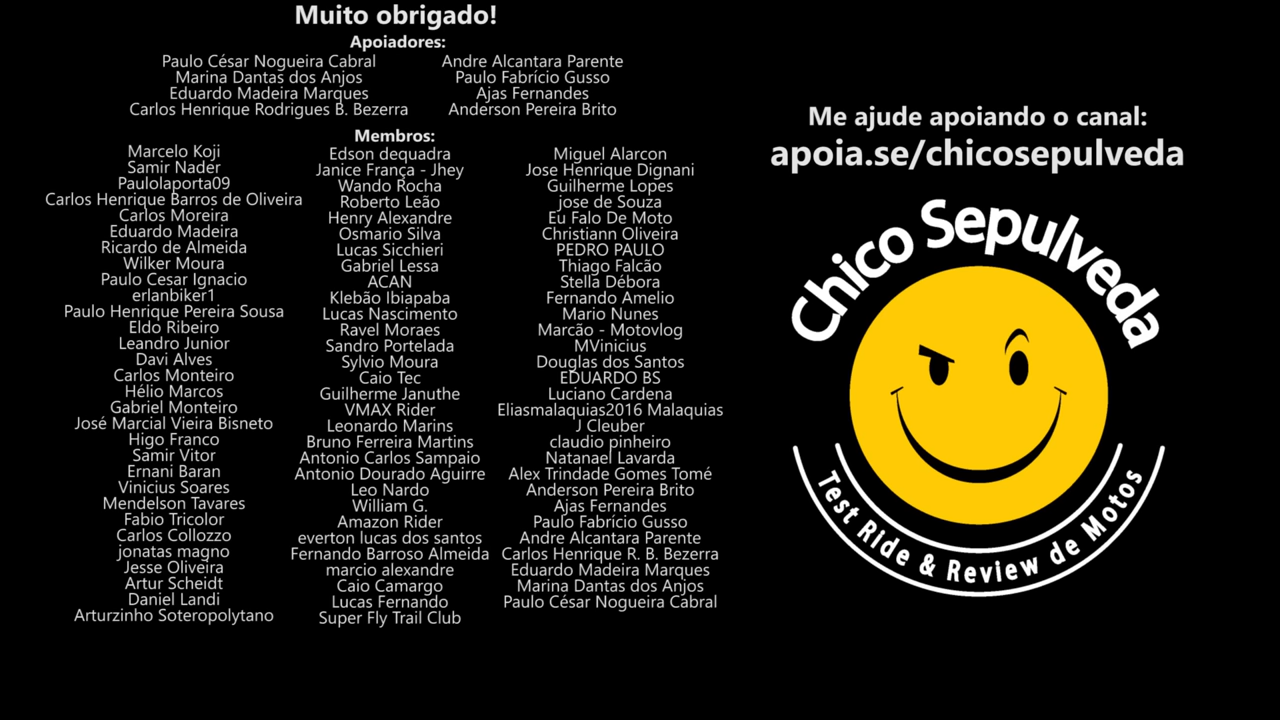 Muito obrigado!
Apoiadores:
Paulo César Nogueira Cabral
Marina Dantas dos Anjos
Eduardo Madeira Marques
Carlos Henrique Rodrigues B. Bezerra
Andre Alcantara Parente
Paulo Fabrício Gusso
Ajas Fernandes
Anderson Pereira Brito
Membros:
Marcelo Koji
Samir Nader
Paulolaporta09
Carlos Henrique Barros de Oliveira
Carlos Moreira
Eduardo Madeira
Ricardo de Almeida
Wilker Moura
Paulo Cesar Ignacio
erlanbiker1
Paulo Henrique Pereira Sousa
Eldo Ribeiro
Leandro Junior
Davi Alves
Carlos Monteiro
Hélio Marcos
Gabriel Monteiro
José Marcial Vieira Bisneto
Higo Franco
Samir Vitor
Ernani Baran
Vinicius Soares
Mendelson Tavares
Fabio Tricolor
Carlos Collozzo
jonatas magno
Jesse Oliveira
Artur Scheidt
Daniel Landi
Arturzinho Soteropolytano
Edson dequadra
Janice França - Jhey
Wando Rocha
Roberto Leão
Henry Alexandre
Osmario Silva
Lucas Sicchieri
Gabriel Lessa
ACAN
Klebão Ibiapaba
Lucas Nascimento
Ravel Moraes
Sandro Portelada
Sylvio Moura
Caio Tec
Guilherme Januthe
VMAX Rider
Leonardo Marins
Bruno Ferreira Martins
Antonio Carlos Sampaio
Antonio Dourado Aguirre
Leo Nardo
William G.
Amazon Rider
everton lucas dos santos
Fernando Barroso Almeida
marcio alexandre
Caio Camargo
Lucas Fernando
Super Fly Trail Club
Miguel Alarcon
Jose Henrique Dignani
Guilherme Lopes
jose de Souza
Eu Falo De Moto
Christiann Oliveira
PEDRO PAULO
Thiago Falcão
Stella Débora
Fernando Amelio
Mario Nunes
Marcão - Motovlog
MVinicius
Douglas dos Santos
EDUARDO BS
Luciano Cardena
Eliasmalaquias2016 Malaquias
J Cleuber
claudio pinheiro
Natanael Lavarda
Alex Trindade Gomes Tomé
Anderson Pereira Brito
Ajas Fernandes
Paulo Fabrício Gusso
Andre Alcantara Parente
Carlos Henrique R. B. Bezerra
Eduardo Madeira Marques
Marina Dantas dos Anjos
Paulo César Nogueira Cabral
Me ajude apoiando o canal:
apoia.se/chicosepulveda
Chico Sepulveda
Test Ride & Review de Motos